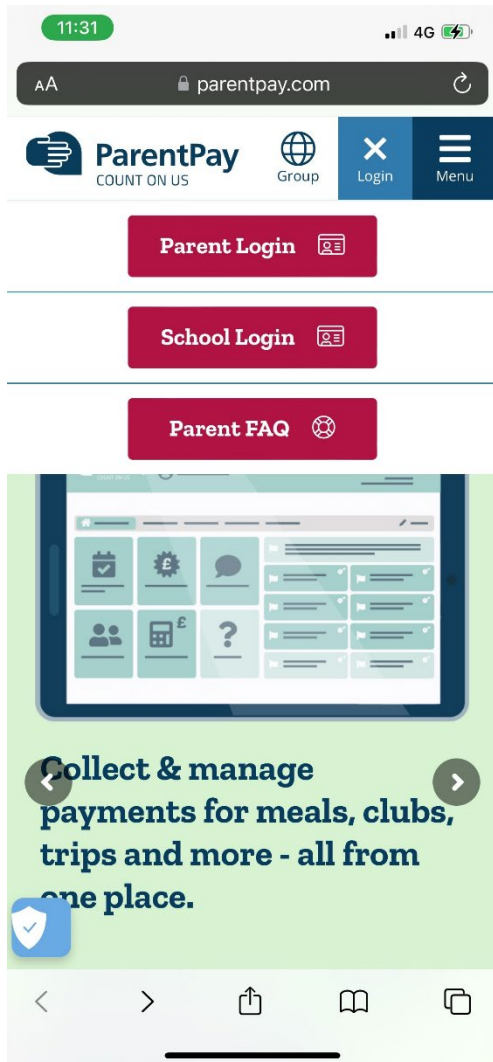 11:31
4G
AA
parentpay.com
ParentPay
COUNT ON US
Group
Login
Menu
Parent Login
School Login
Parent FAQ
£
£
?
Collect & manage
payments for meals, clubs,
trips and more - all from
one place.